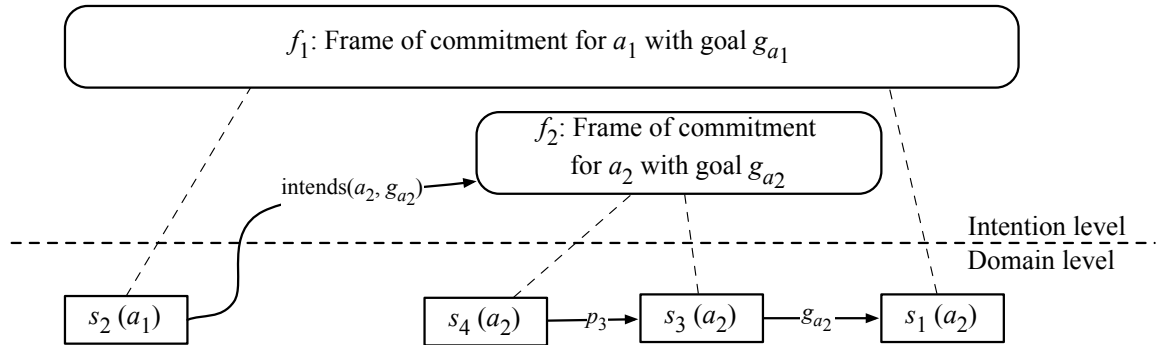 f₁: Frame of commitment for a₁ with goal gₐ₁
f₂: Frame of commitment
for a₂ with goal gₐ₂
intends(a₂, gₐ₂)
Intention level
Domain level
s₂ (a₁)
s₄ (a₂)
p₃
s₃ (a₂)
gₐ₂
s₁ (a₂)